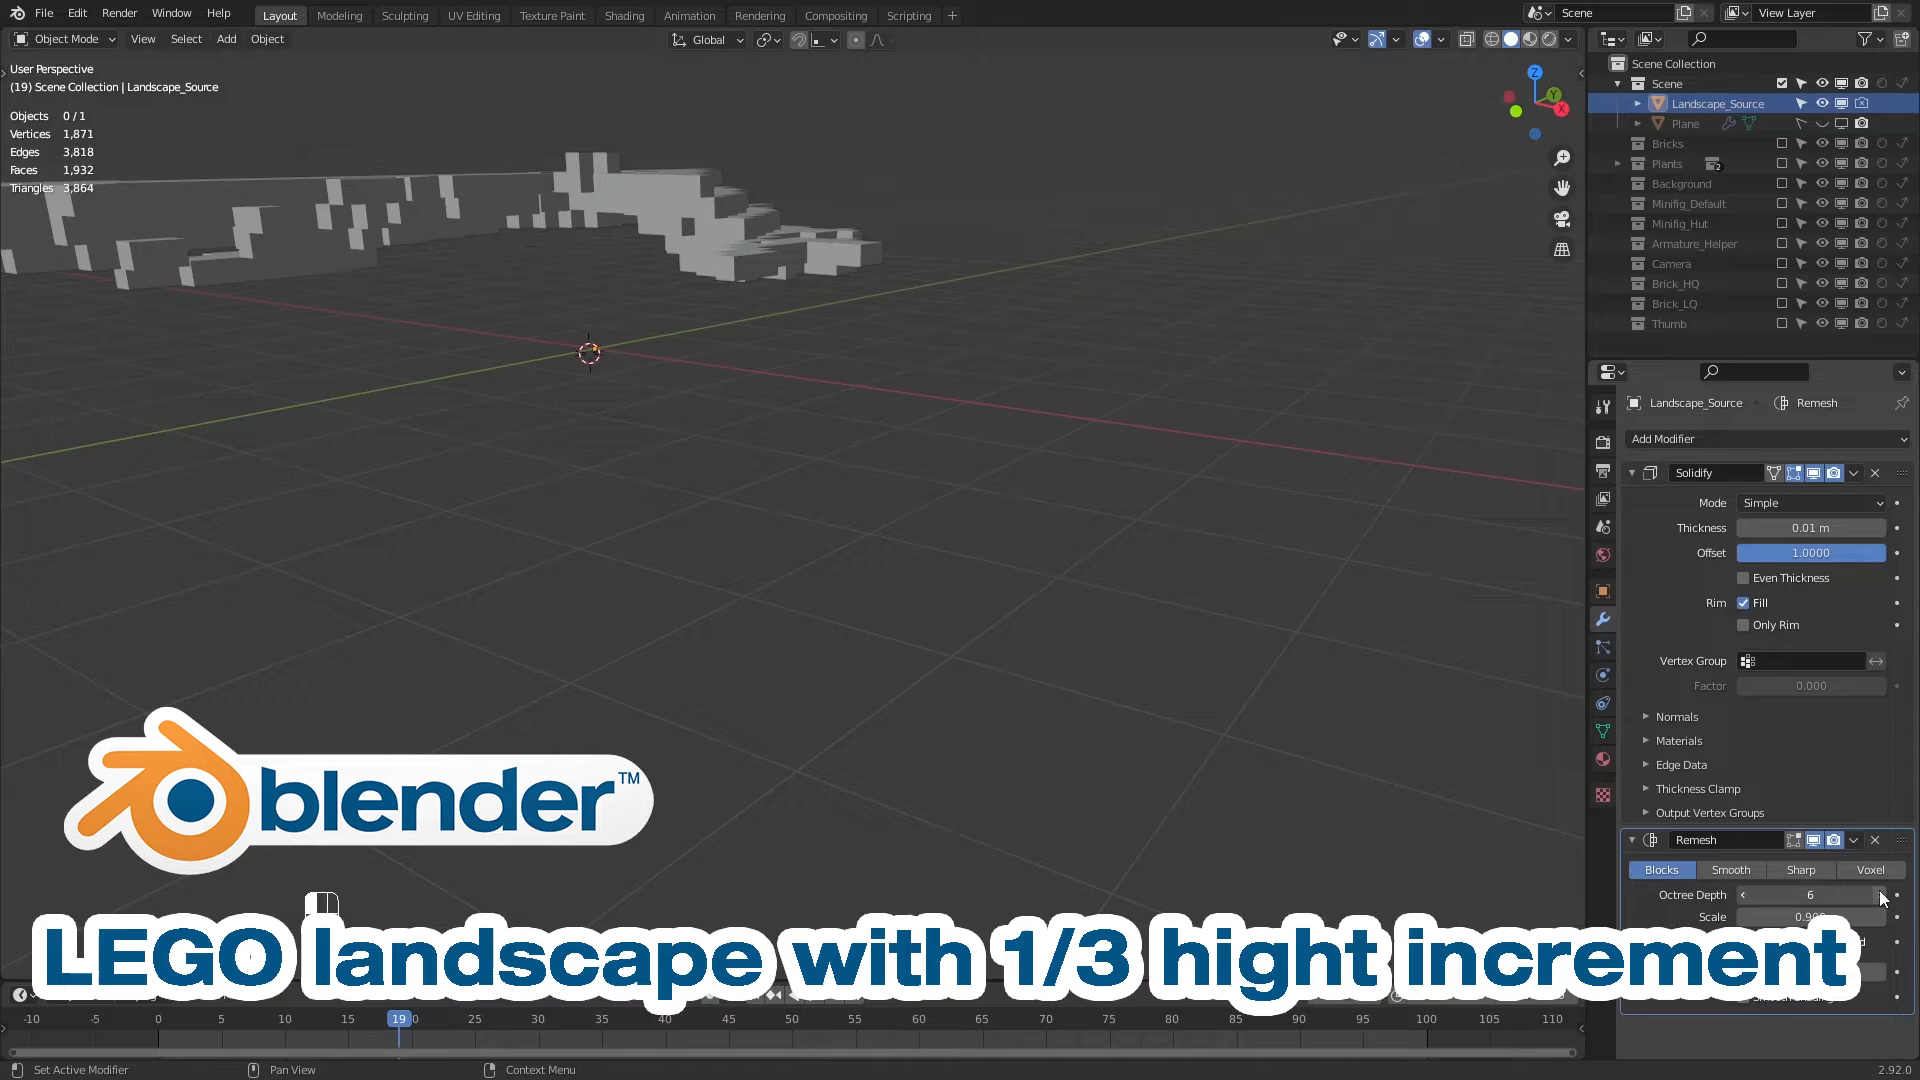 File Edit Render Window Help Layout Modeling Sculpting UV Editing Texture Paint Shading Animation Rendering Compositing Scripting + Scene View Layer
Object Mode View Select Add Object Global
User Perspective
(19) Scene Collection | Landscape_Source
Objects 0 / 1
Vertices 1,871
Edges 3,818
Faces 1,932
Triangles 3,864
Z
Y
X
Scene Collection
Scene
Landscape_Source
Plane
Bricks
Plants 2
Background
Minifig_Default
Minifig_Hut
Armature_Helper
Camera
Brick_HQ
Brick_LQ
Thumb
Landscape_Source Remesh
Add Modifier
Solidify
Mode Simple
Thickness 0.01 m
Offset 1.0000
Even Thickness
Rim Fill
Only Rim
Vertex Group
Factor 0.000
Normals
Materials
Edge Data
Thickness Clamp
Output Vertex Groups
Remesh
Blocks Smooth Sharp Voxel
Octree Depth 6
Scale
blender™
LEGO landscape with 1/3 hight increment
-10 -5 0 5 10 15 19 30 35 40 45 50 55 60 65 70 75 80 85 90 95 100 105 110
Set Active Modifier Pan View Context Menu 2.92.0